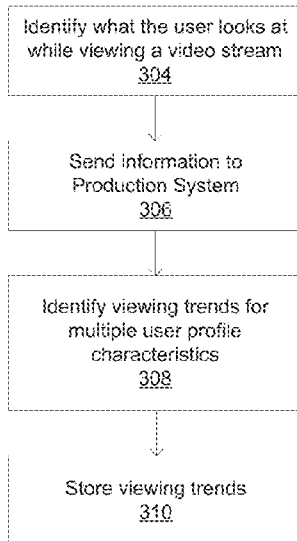 Identify what the user looks at
while viewing a video stream
304
Send information to
Production System
306
Identify viewing trends for
multiple user profile
characteristics
308
Store viewing trends
310